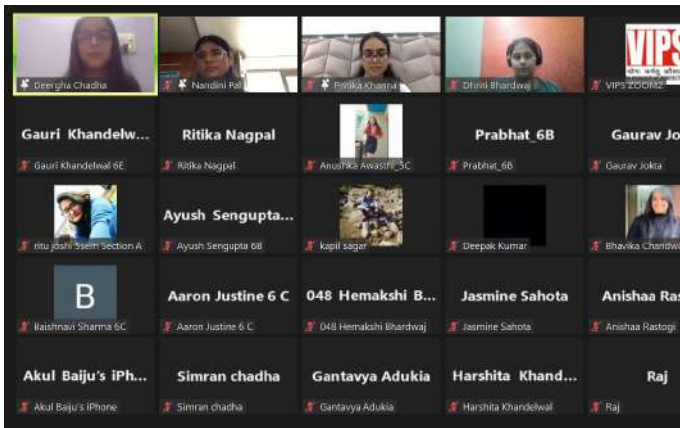 Deergha Chadha
Nandini Pal
Pritika Khanna
Dhriti Bhardwaj
VIPS
VIPS ZOOM2
Gauri Khandelw...
Ritika Nagpal
Prabhat_6B
Gaurav Jo
Gauri Khandelwal 6E
Ritika Nagpal
Anushka Awasthi_5C
Prabhat_6B
Gaurav Jokta
Ayush Sengupta...
ritu joshi 5sem Section A
Ayush Sengupta 6B
kapil sagar
Deepak Kumar
Bhavika Chandwa
B
Aaron Justine 6 C
048 Hemakshi B...
Jasmine Sahota
Anishaa Ras
Baishnavi Sharma 6C
Aaron Justine 6 C
048 Hemakshi Bhardwaj
Jasmine Sahota
Anishaa Rastogi
Akul Baiju's iPh...
Simran chadha
Gantavya Adukia
Harshita Khand...
Raj
Akul Baiju's iPhone
Simran chadha
Gantavya Adukia
Harshita Khandelwal
Raj